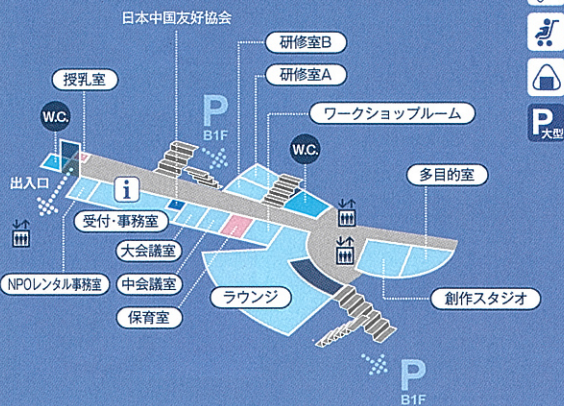 日本中国友好協会
研修室B
研修室A
授乳室
ワークショップルーム
P
B1F
W.C.
W.C.
多目的室
出入口
i
受付・事務室
大会議室
NPOレンタル事務室
中会議室
ラウンジ
創作スタジオ
保育室
P
B1F
P大型